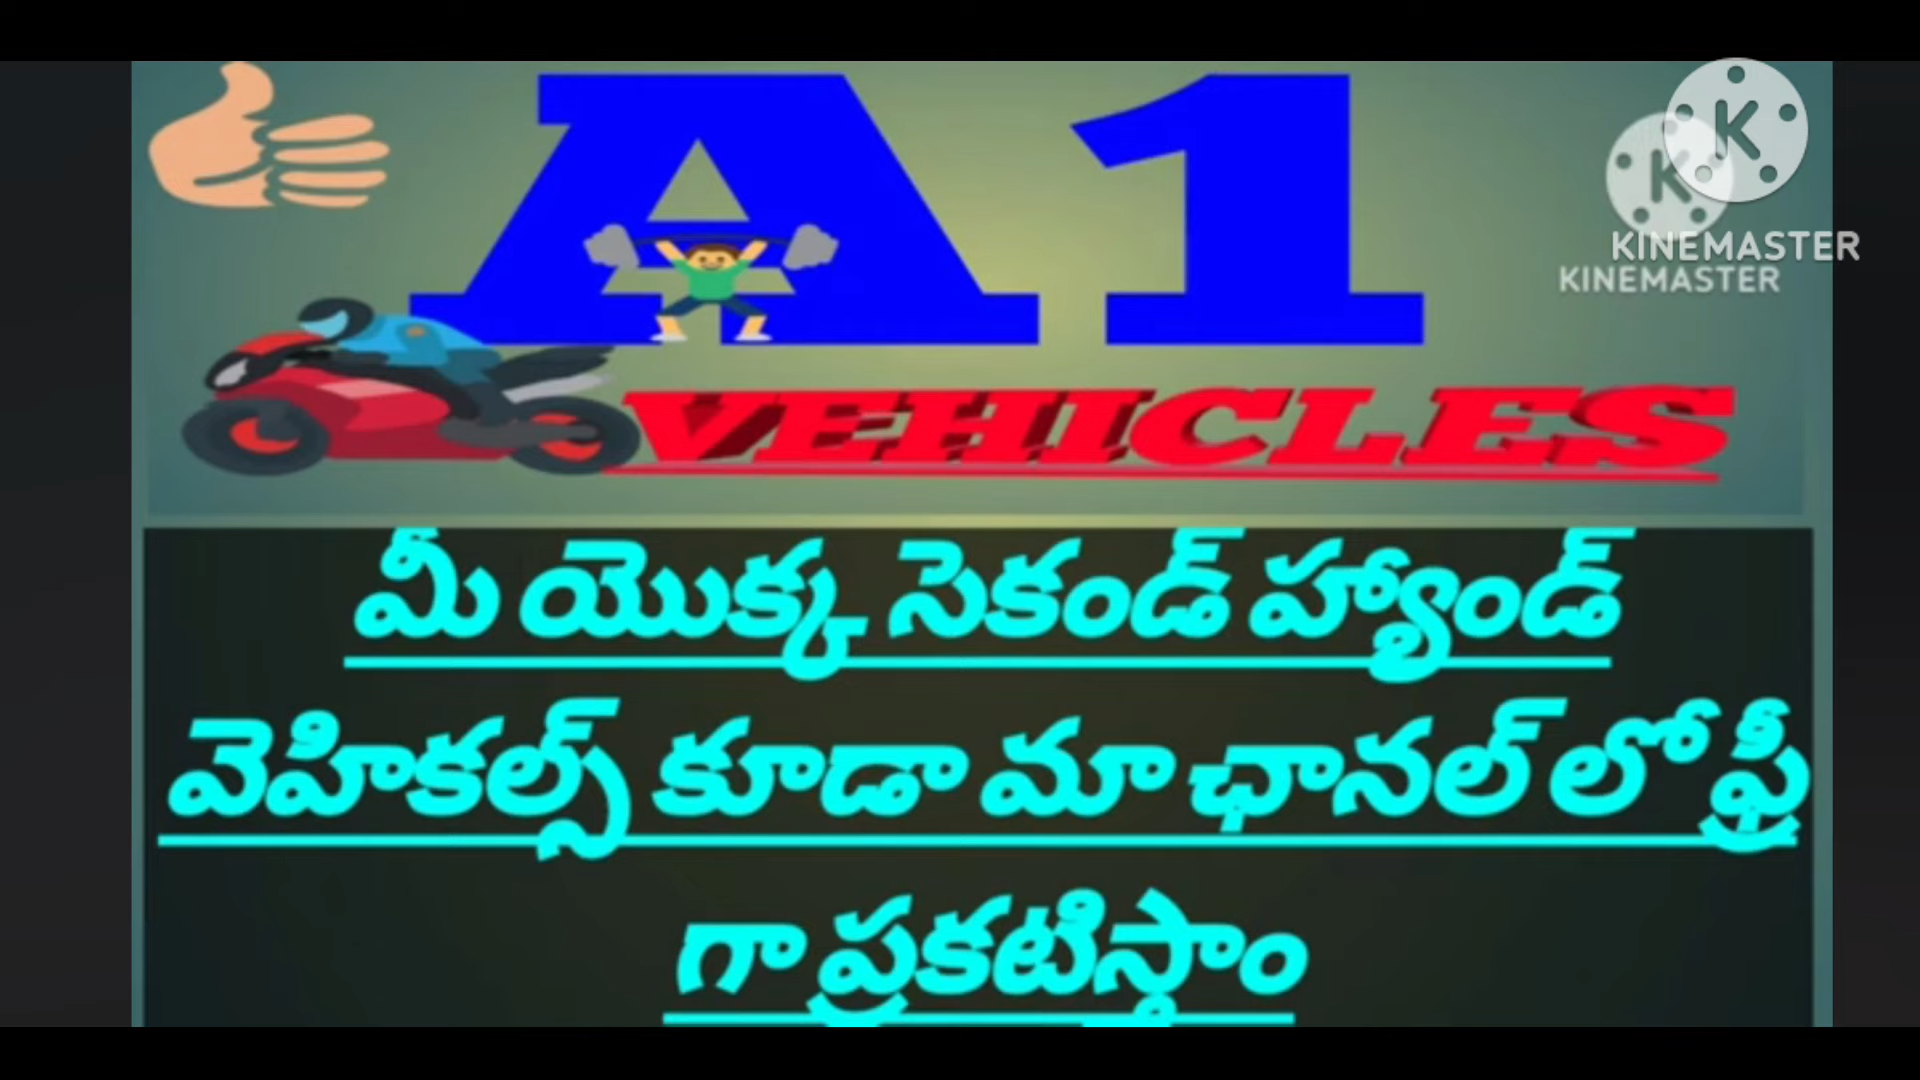 A1
K
K
KINEMASTER
KINEMASTER
VEHICLES
మీ యొక్క సెకండ్ హ్యాండ్
వెహికల్స్ కూడా మా ఛానల్ లో ఫ్రీ
గా ప్రకటిస్తాం